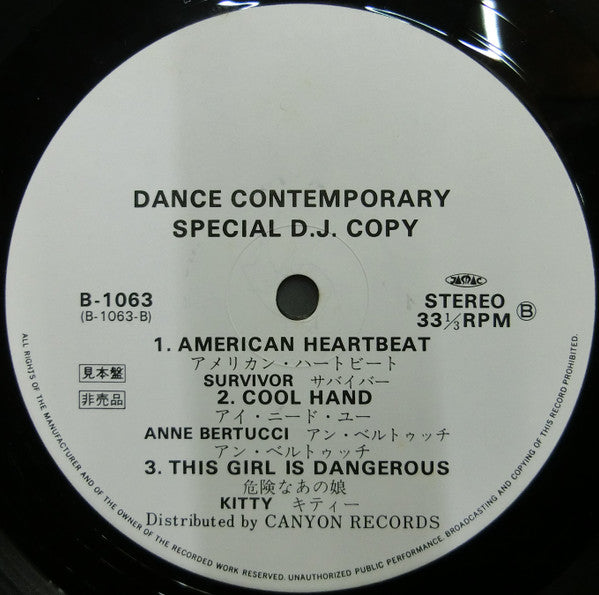 DANCE CONTEMPORARY
SPECIAL D.J. COPY
B-1063
(B-1063-B)
JASRAC
STEREO
33 1/3 RPM
B
1. AMERICAN HEARTBEAT
アメリカン・ハートビート
SURVIVOR サバイバー
見本盤
2. COOL HAND
非売品
アイ・ニード・ユー
ANNE BERTUCCI アン・ベルトゥッチ
アン・ベルトゥッチ
3. THIS GIRL IS DANGEROUS
危険なあの娘
KITTY キティー
Distributed by CANYON RECORDS
ALL RIGHTS OF THE MANUFACTURER AND OF THE OWNER OF THE RECORDED WORK RESERVED. UNAUTHORIZED PUBLIC PERFORMANCE, BROADCASTING AND COPYING OF THIS RECORD PROHIBITED.